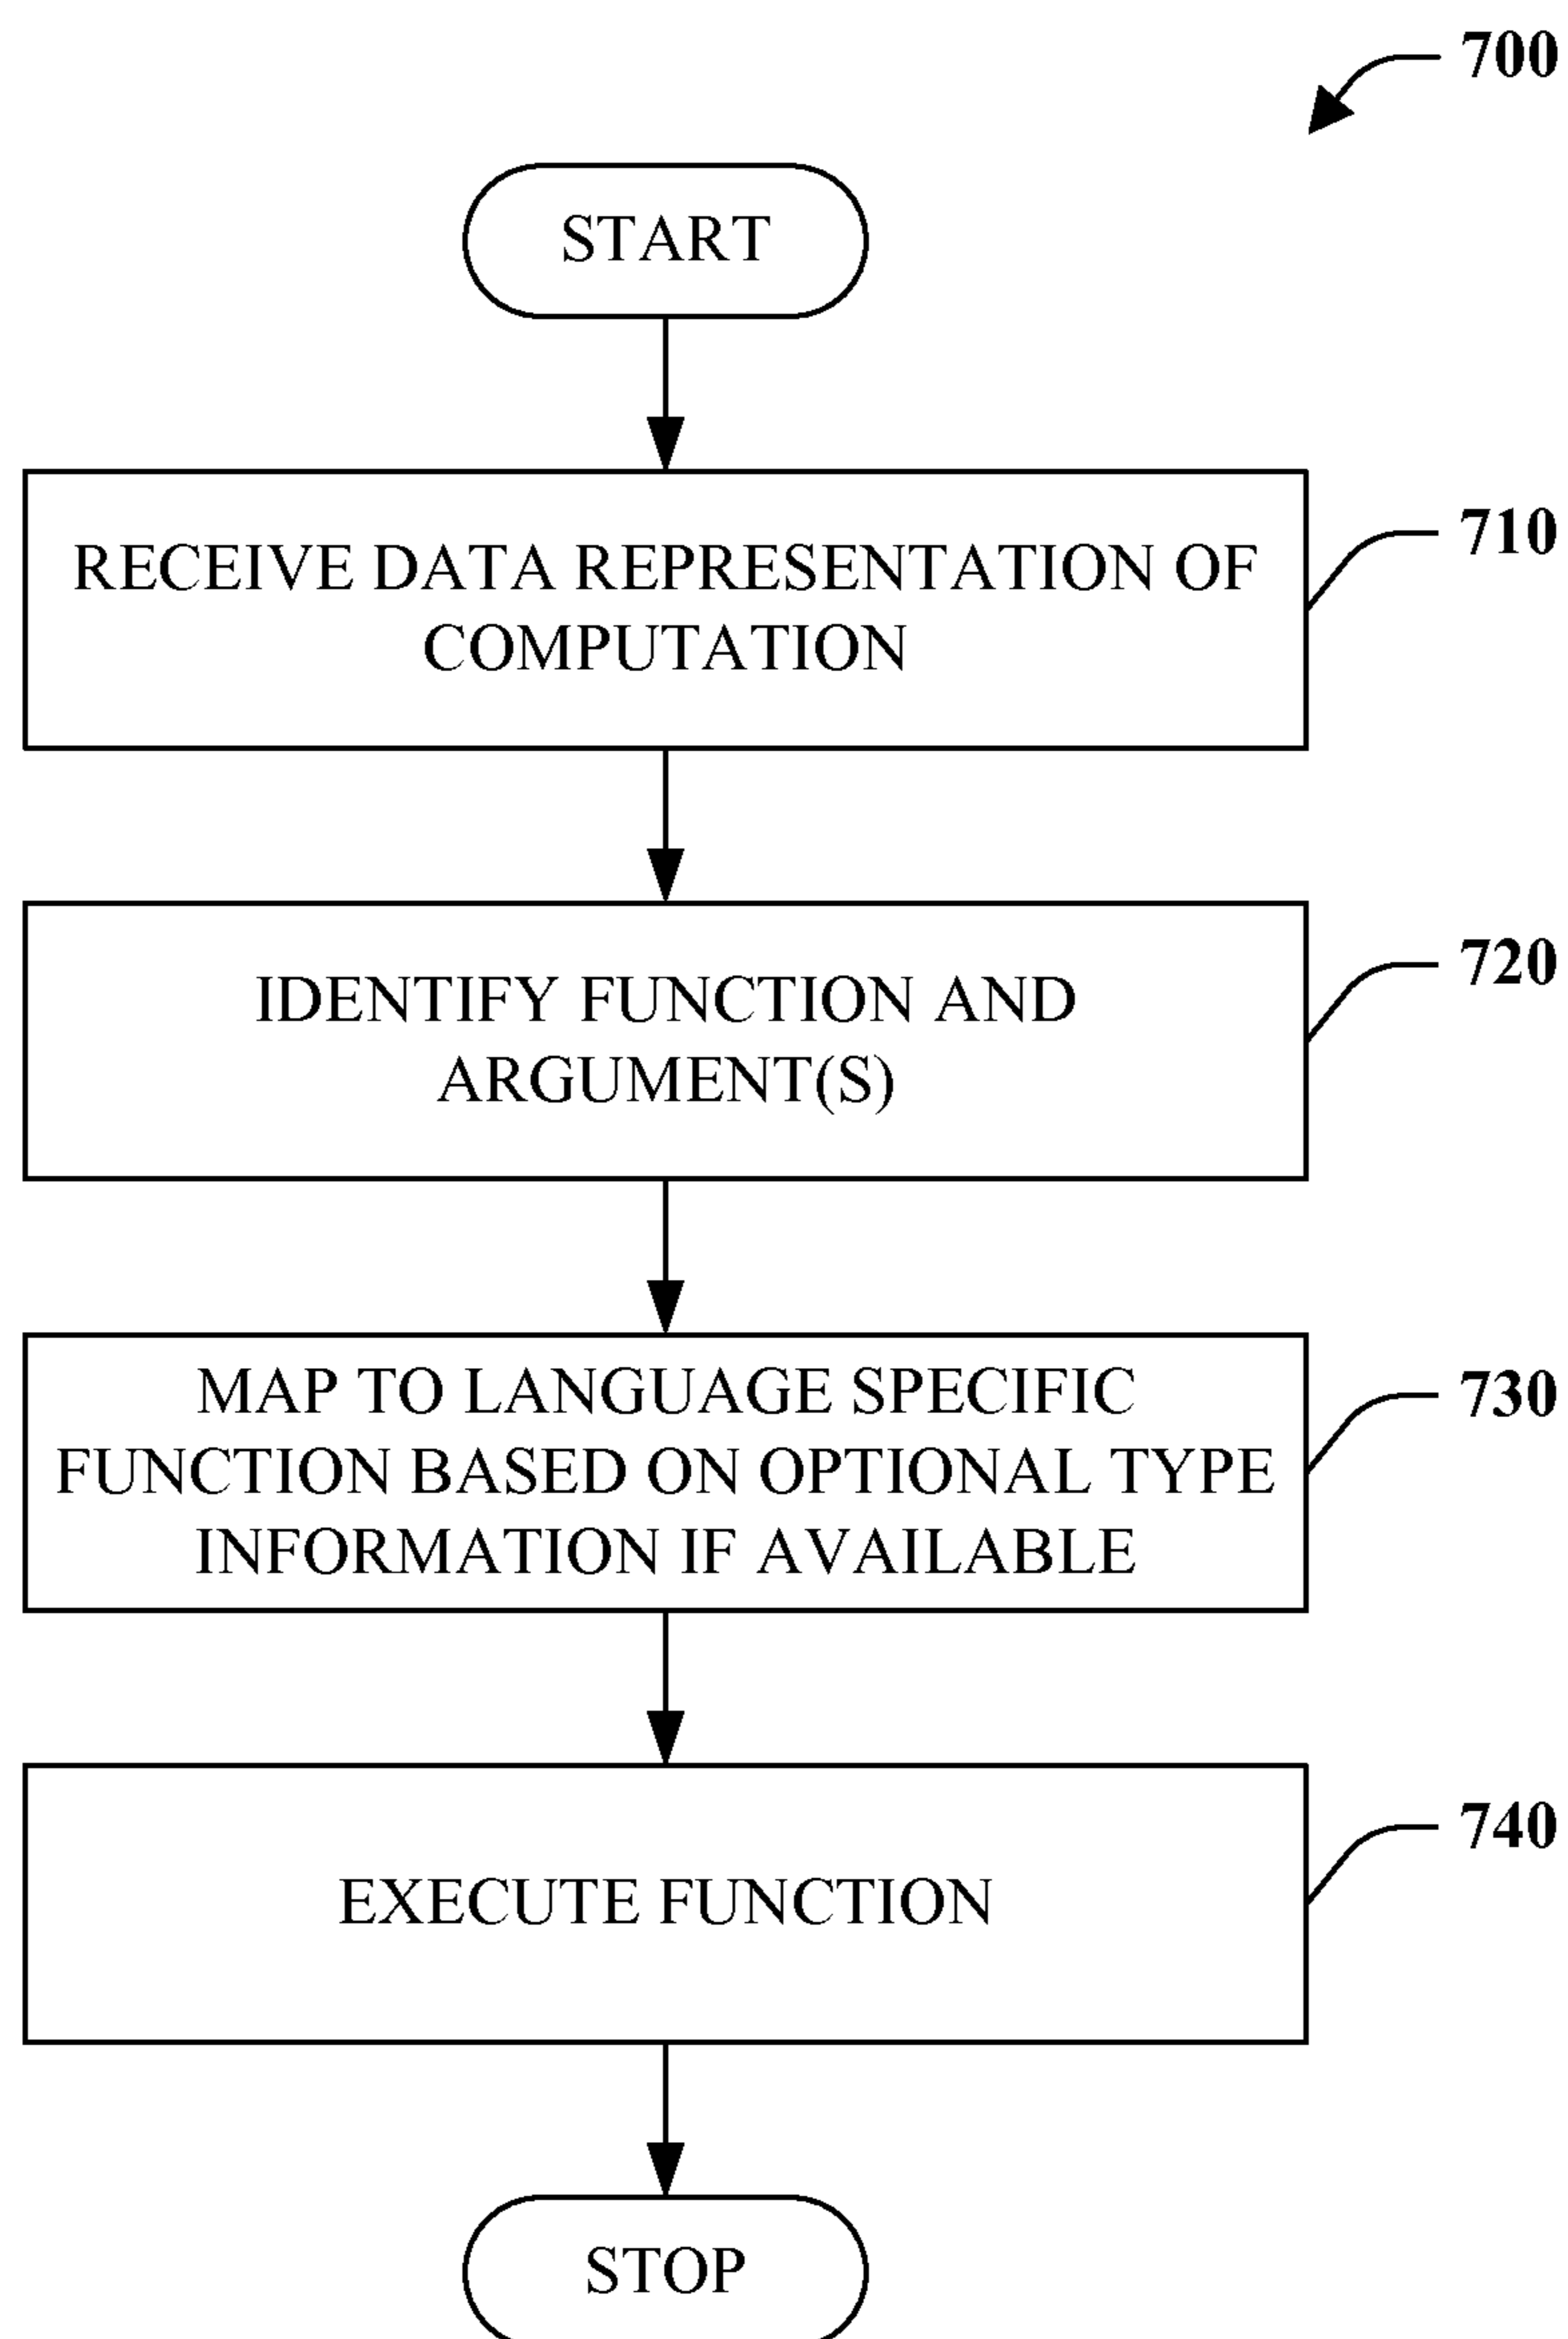 700
START
RECEIVE DATA REPRESENTATION OF
COMPUTATION
710
IDENTIFY FUNCTION AND
ARGUMENT(S)
720
MAP TO LANGUAGE SPECIFIC
FUNCTION BASED ON OPTIONAL TYPE
INFORMATION IF AVAILABLE
730
EXECUTE FUNCTION
740
STOP